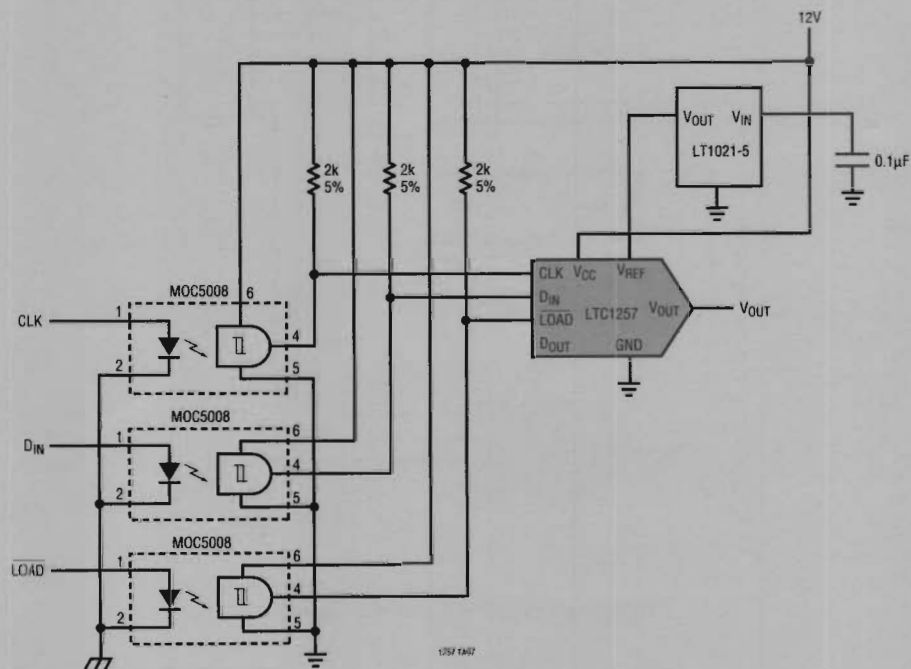 12V
VOUT VIN
LT1021-5
0.1µF
2k
5%
2k
5%
2k
5%
CLK VCC VREF
DIN
LOAD
DOUT
LTC1257
VOUT
GND
VOUT
MOC5008
CLK
1
2
6
4
5
MOC5008
DIN
1
2
6
4
5
MOC5008
LOAD
1
2
6
4
5